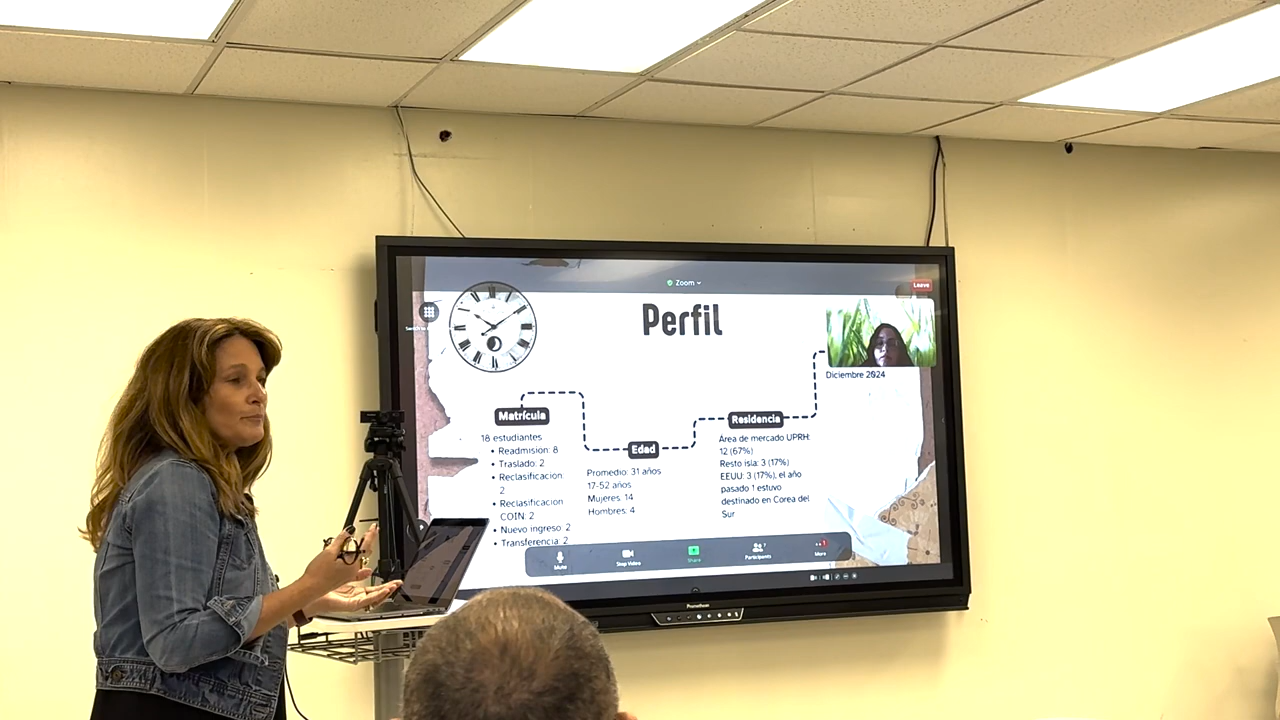 Zoom
Leave
Perfil
Diciembre 2024
Matrícula
18 estudiantes
• Readmision: 8
• Traslado: 2
• Reclasificacion:
2
• Reclasificacion
COIN: 2
• Nuevo ingreso: 2
• Transferencia: 2
Edad
Promedio: 31 años
17-52 años
Mujeres: 14
Hombres: 4
Residencia
Área de mercado UPRH:
12 (67%)
Resto isla: 3 (17%)
EEUU: 3 (17%), el año
pasado 1 estuvo
destinado en Corea del
Sur
Mute
Stop Video
Share
Participants
7
More
1
Promethean